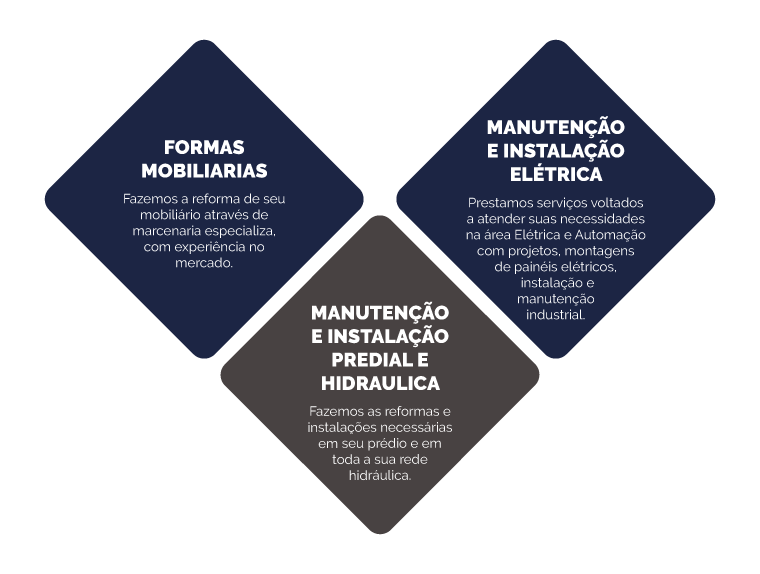 FORMAS
MOBILIARIAS
Fazemos a reforma de seu
mobiliário através de
marcenaria especializa,
com experiência no
mercado.
MANUTENÇÃO
E INSTALAÇÃO
ELÉTRICA
Prestamos serviços voltados
a atender suas necessidades
na área Elétrica e Automação
com projetos, montagens
de painéis elétricos,
instalação e
manutenção
industrial.
MANUTENÇÃO
E INSTALAÇÃO
PREDIAL E
HIDRAULICA
Fazemos as reformas e
instalações necessárias
em seu prédio e em
toda a sua rede
hidráulica.